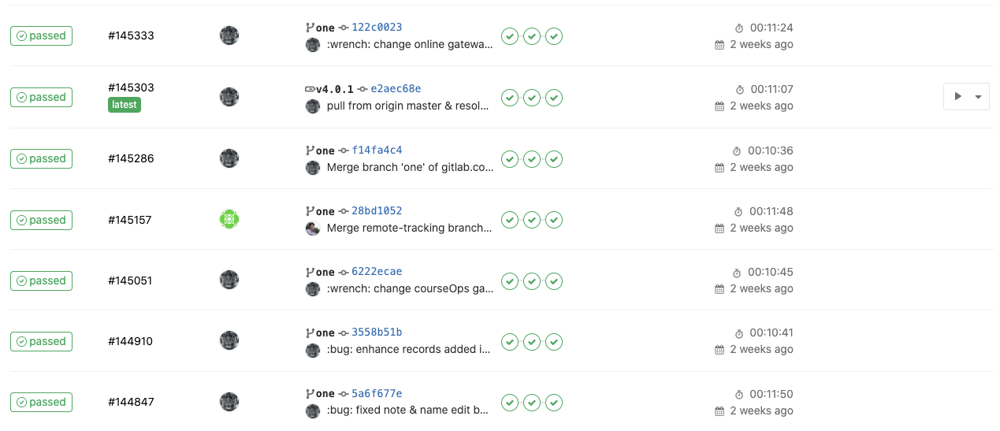 passed #145333 one 122c0023 00:11:24
:wrench: change online gatewa... 2 weeks ago
passed #145303 v4.0.1 e2aec68e 00:11:07
latest pull from origin master & resol... 2 weeks ago
passed #145286 one f14fa4c4 00:10:36
Merge branch 'one' of gitlab.co... 2 weeks ago
passed #145157 one 28bd1052 00:11:48
Merge remote-tracking branch... 2 weeks ago
passed #145051 one 6222ecae 00:10:45
:wrench: change courseOps ga... 2 weeks ago
passed #144910 one 3558b51b 00:10:41
:bug: enhance records added i... 2 weeks ago
passed #144847 one 5a6f677e 00:11:50
:bug: fixed note & name edit b... 2 weeks ago